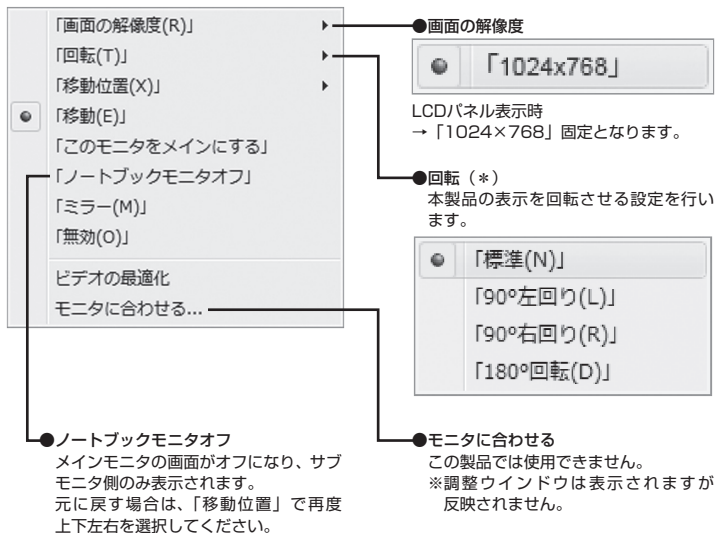 「画面の解像度(R)」
「回転(T)」
「移動位置(X)」
「移動(E)」
「このモニタをメインにする」
「ノートブックモニタオフ」
「ミラー(M)」
「無効(O)」
ビデオの最適化
モニタに合わせる...
●画面の解像度
「1024x768」
LCDパネル表示時
→「1024×768」固定となります。
●回転（＊）
本製品の表示を回転させる設定を行い
ます。
「標準(N)」
「90º左回り(L)」
「90º右回り(R)」
「180º回転(D)」
●ノートブックモニタオフ
メインモニタの画面がオフになり、サブ
モニタ側のみ表示されます。
元に戻す場合は、「移動位置」で再度
上下左右を選択してください。
●モニタに合わせる
この製品では使用できません。
※調整ウインドウは表示されますが
反映されません。